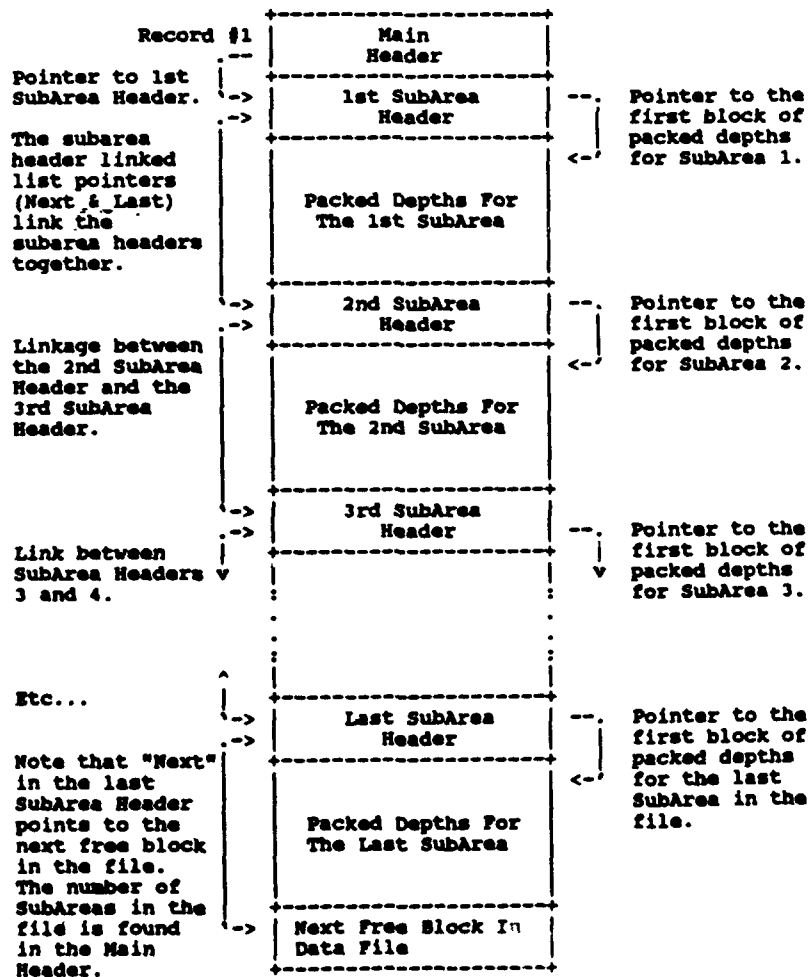 Record #1
Main
Header
Pointer to 1st
SubArea Header.
1st SubArea
Header
Pointer to the
first block of
packed depths
for SubArea 1.
The subarea
header linked
list pointers
(Next & Last)
link the
subarea headers
together.
Packed Depths For
The 1st SubArea
2nd SubArea
Header
Pointer to the
first block of
packed depths
for SubArea 2.
Linkage between
the 2nd SubArea
Header and the
3rd SubArea
Header.
Packed Depths For
The 2nd SubArea
3rd SubArea
Header
Pointer to the
first block of
packed depths
for SubArea 3.
Link between
SubArea Headers
3 and 4.
Etc...
Last SubArea
Header
Pointer to the
first block of
packed depths
for the last
SubArea in the
file.
Note that "Next"
in the last
SubArea Header
points to the
next free block
in the file.
The number of
SubAreas in the
file is found
in the Main
Header.
Packed Depths For
The Last SubArea
Next Free Block In
Data File